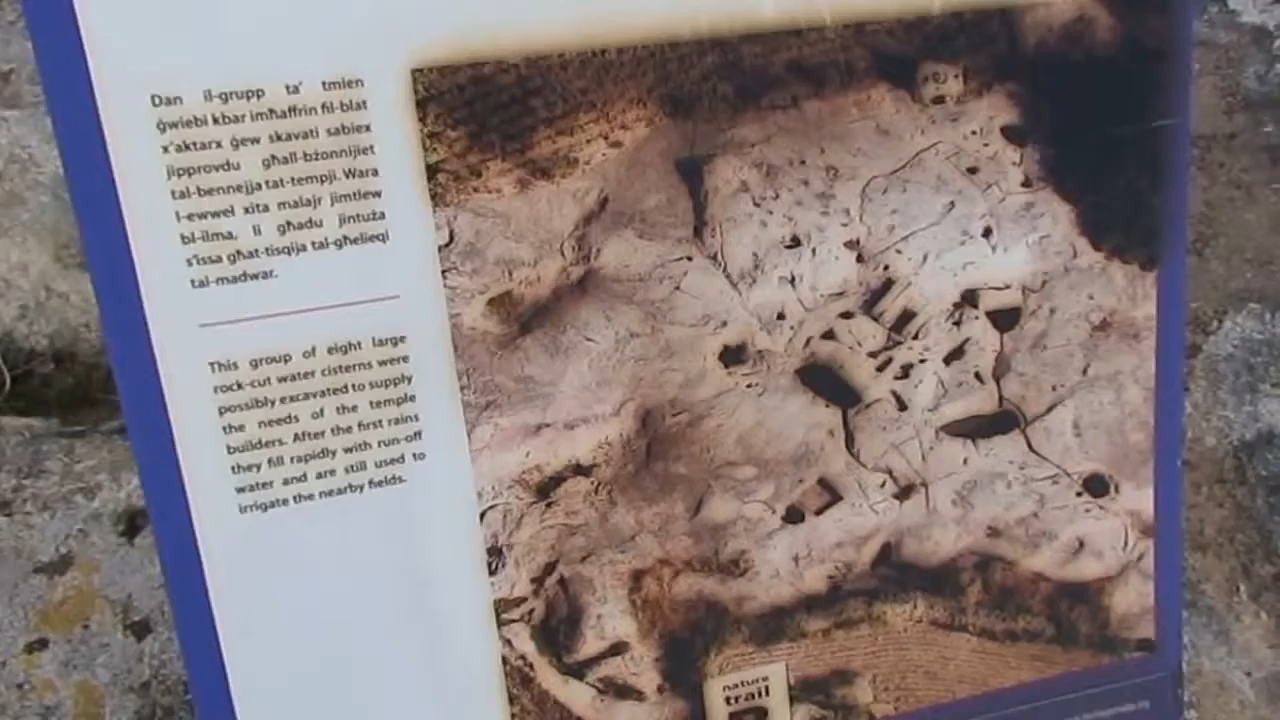 Dan il-grupp ta' tmien
ġwiebi kbar imħaffrin fil-blat
x'aktarx ġew skavati sabiex
jipprovdu għall-bżonnijiet
tal-bennejja tat-tempji. Wara
l-ewwel xita malajr jimtlew
bl-ilma, li għadu jintuża
s'issa għat-tisqija tal-għelieqi
tal-madwar.
This group of eight large
rock-cut water cisterns were
possibly excavated to supply
the needs of the temple
builders. After the first rains
they fill rapidly with run-off
water and are still used to
irrigate the nearby fields.
nature
trail